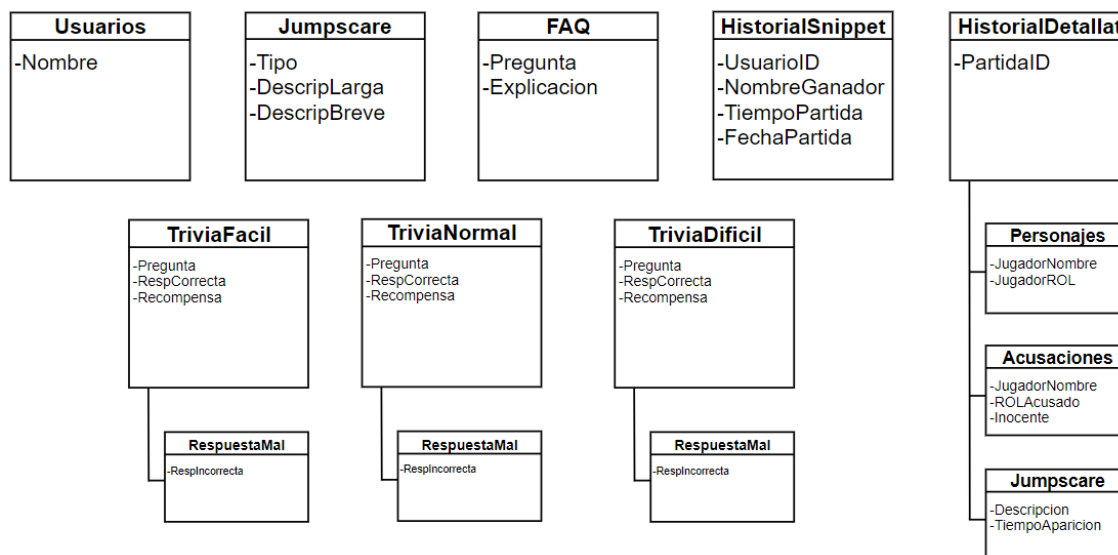 Usuarios
-Nombre
Jumpscare
-Tipo
-DescripLarga
-DescripBreve
FAQ
-Pregunta
-Explicacion
HistorialSnippet
-UsuarioID
-NombreGanador
-TiempoPartida
-FechaPartida
HistorialDetallat
-PartidaID
TriviaFacil
-Pregunta
-RespCorrecta
-Recompensa
RespuestaMal
-RespIncorrecta
TriviaNormal
-Pregunta
-RespCorrecta
-Recompensa
RespuestaMal
-RespIncorrecta
TriviaDificil
-Pregunta
-RespCorrecta
-Recompensa
RespuestaMal
-RespIncorrecta
Personajes
-JugadorNombre
-JugadorROL
Acusaciones
-JugadorNombre
-ROLAcusado
-Inocente
Jumpscare
-Descripcion
-TiempoAparicion